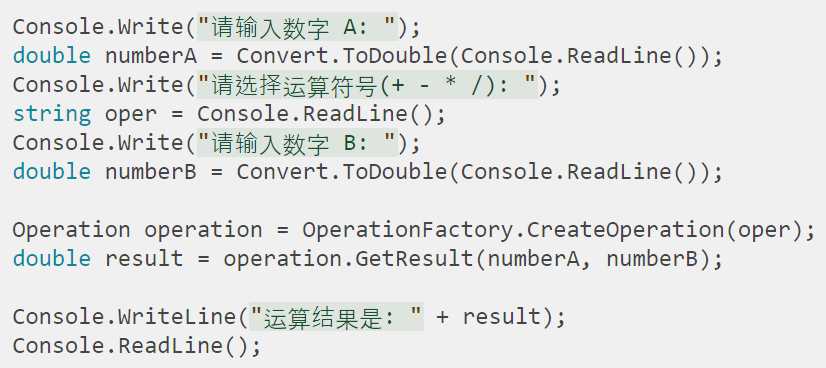 Console.Write("请输入数字 A: ");
double numberA = Convert.ToDouble(Console.ReadLine());
Console.Write("请选择运算符号(+ - * /): ");
string oper = Console.ReadLine();
Console.Write("请输入数字 B: ");
double numberB = Convert.ToDouble(Console.ReadLine());
Operation operation = OperationFactory.CreateOperation(oper);
double result = operation.GetResult(numberA, numberB);
Console.WriteLine("运算结果是: " + result);
Console.ReadLine();